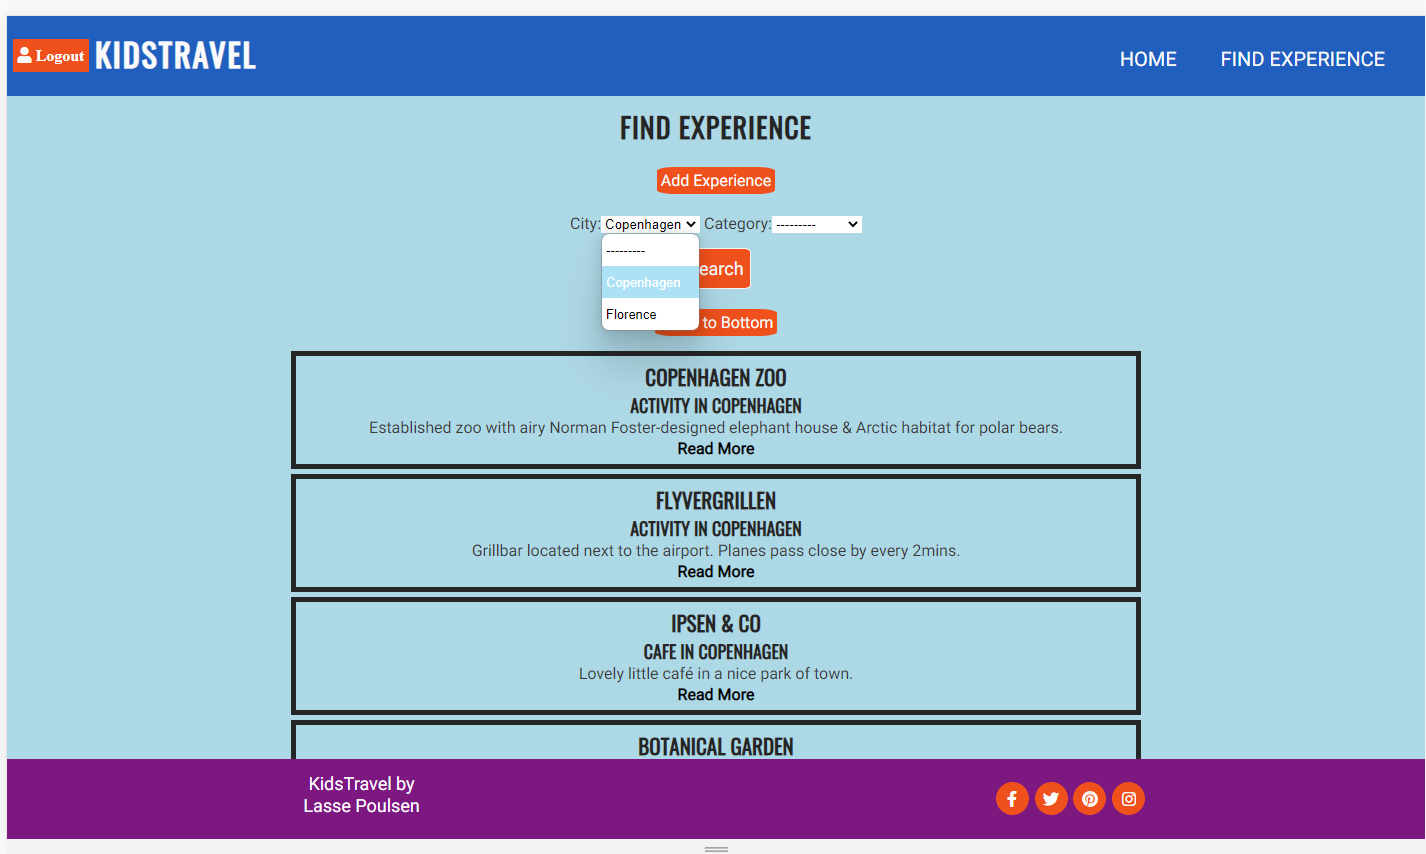 Logout KIDSTRAVEL
HOME FIND EXPERIENCE
FIND EXPERIENCE
Add Experience
City: Copenhagen Category: ---------
---------
Copenhagen
Florence
earch
to Bottom
COPENHAGEN ZOO
ACTIVITY IN COPENHAGEN
Established zoo with airy Norman Foster-designed elephant house & Arctic habitat for polar bears.
Read More
FLYVERGRILLEN
ACTIVITY IN COPENHAGEN
Grillbar located next to the airport. Planes pass close by every 2mins.
Read More
IPSEN & CO
CAFE IN COPENHAGEN
Lovely little café in a nice park of town.
Read More
BOTANICAL GARDEN
KidsTravel by
Lasse Poulsen